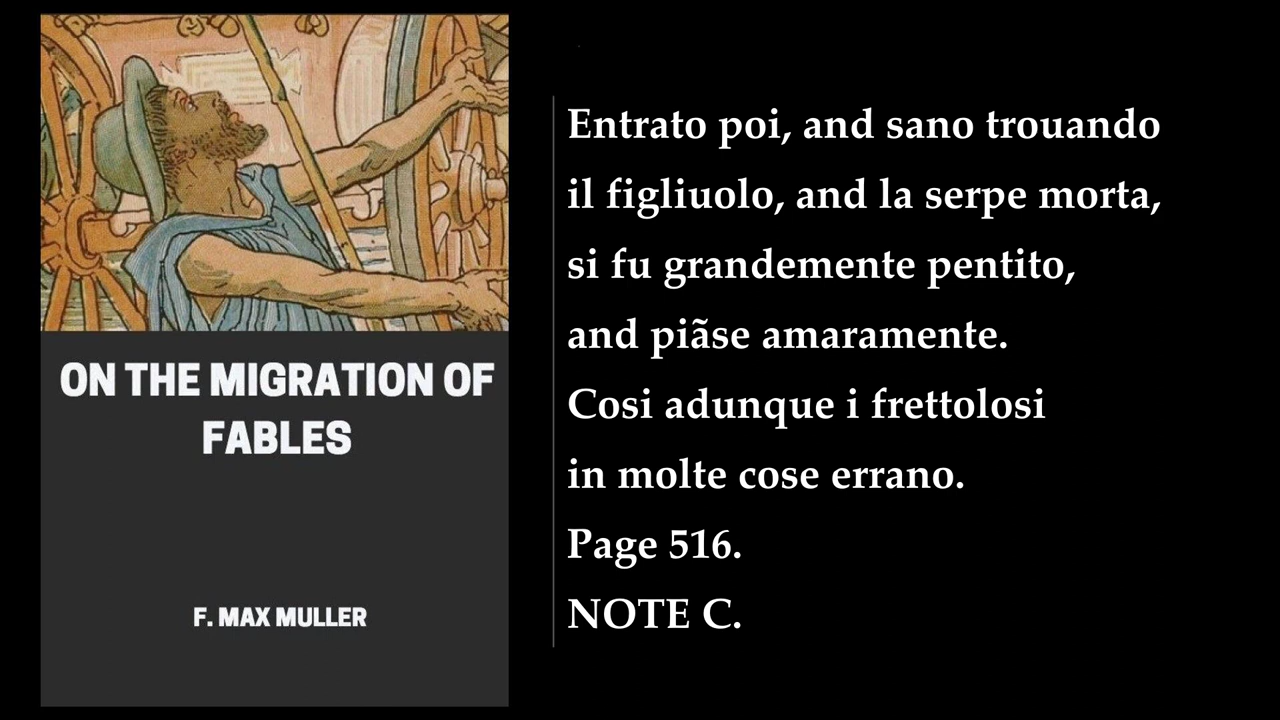 ON THE MIGRATION OF
FABLES
F. MAX MULLER
Entrato poi, and sano trouando
il figliuolo, and la serpe morta,
si fu grandemente pentito,
and piãse amaramente.
Cosi adunque i frettolosi
in molte cose errano.
Page 516.
NOTE C.